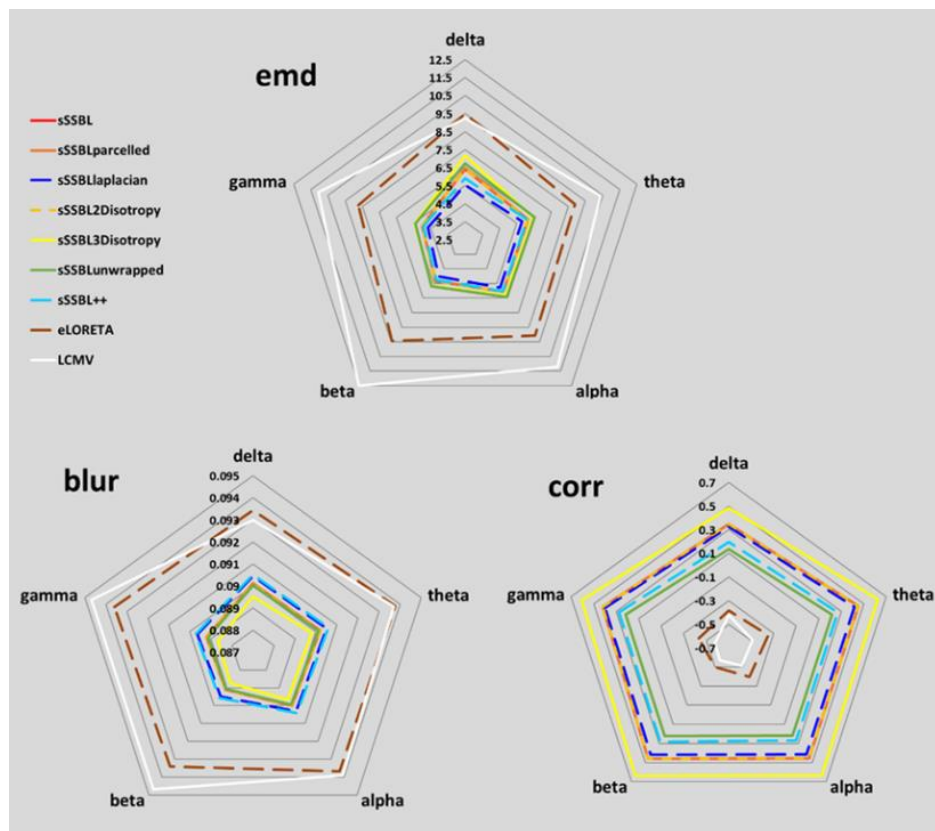 emd
delta
12.5
11.5
10.5
9.5
8.5
7.5
6.5
5.5
4.5
3.5
2.5
theta
alpha
beta
gamma
sSSBL
sSSBLparcelled
sSSBLlaplacian
sSSBL2Disotropy
sSSBL3Disotropy
sSSBLunwrapped
sSSBL++
eLORETA
LCMV
blur
delta
0.095
0.094
0.093
0.092
0.091
0.09
0.089
0.088
0.087
theta
alpha
beta
gamma
corr
delta
0.7
0.5
0.3
0.1
-0.1
-0.3
-0.5
-0.7
theta
alpha
beta
gamma